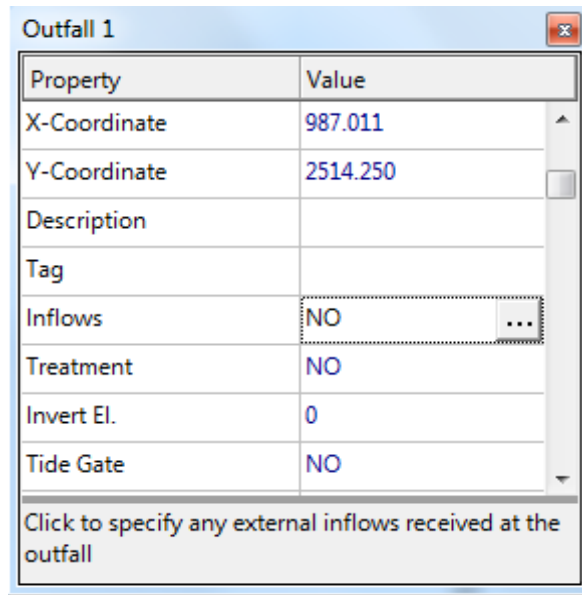 Outfall 1
Property Value
X-Coordinate 987.011
Y-Coordinate 2514.250
Description
Tag
Inflows NO ...
Treatment NO
Invert El. 0
Tide Gate NO
Click to specify any external inflows received at the
outfall